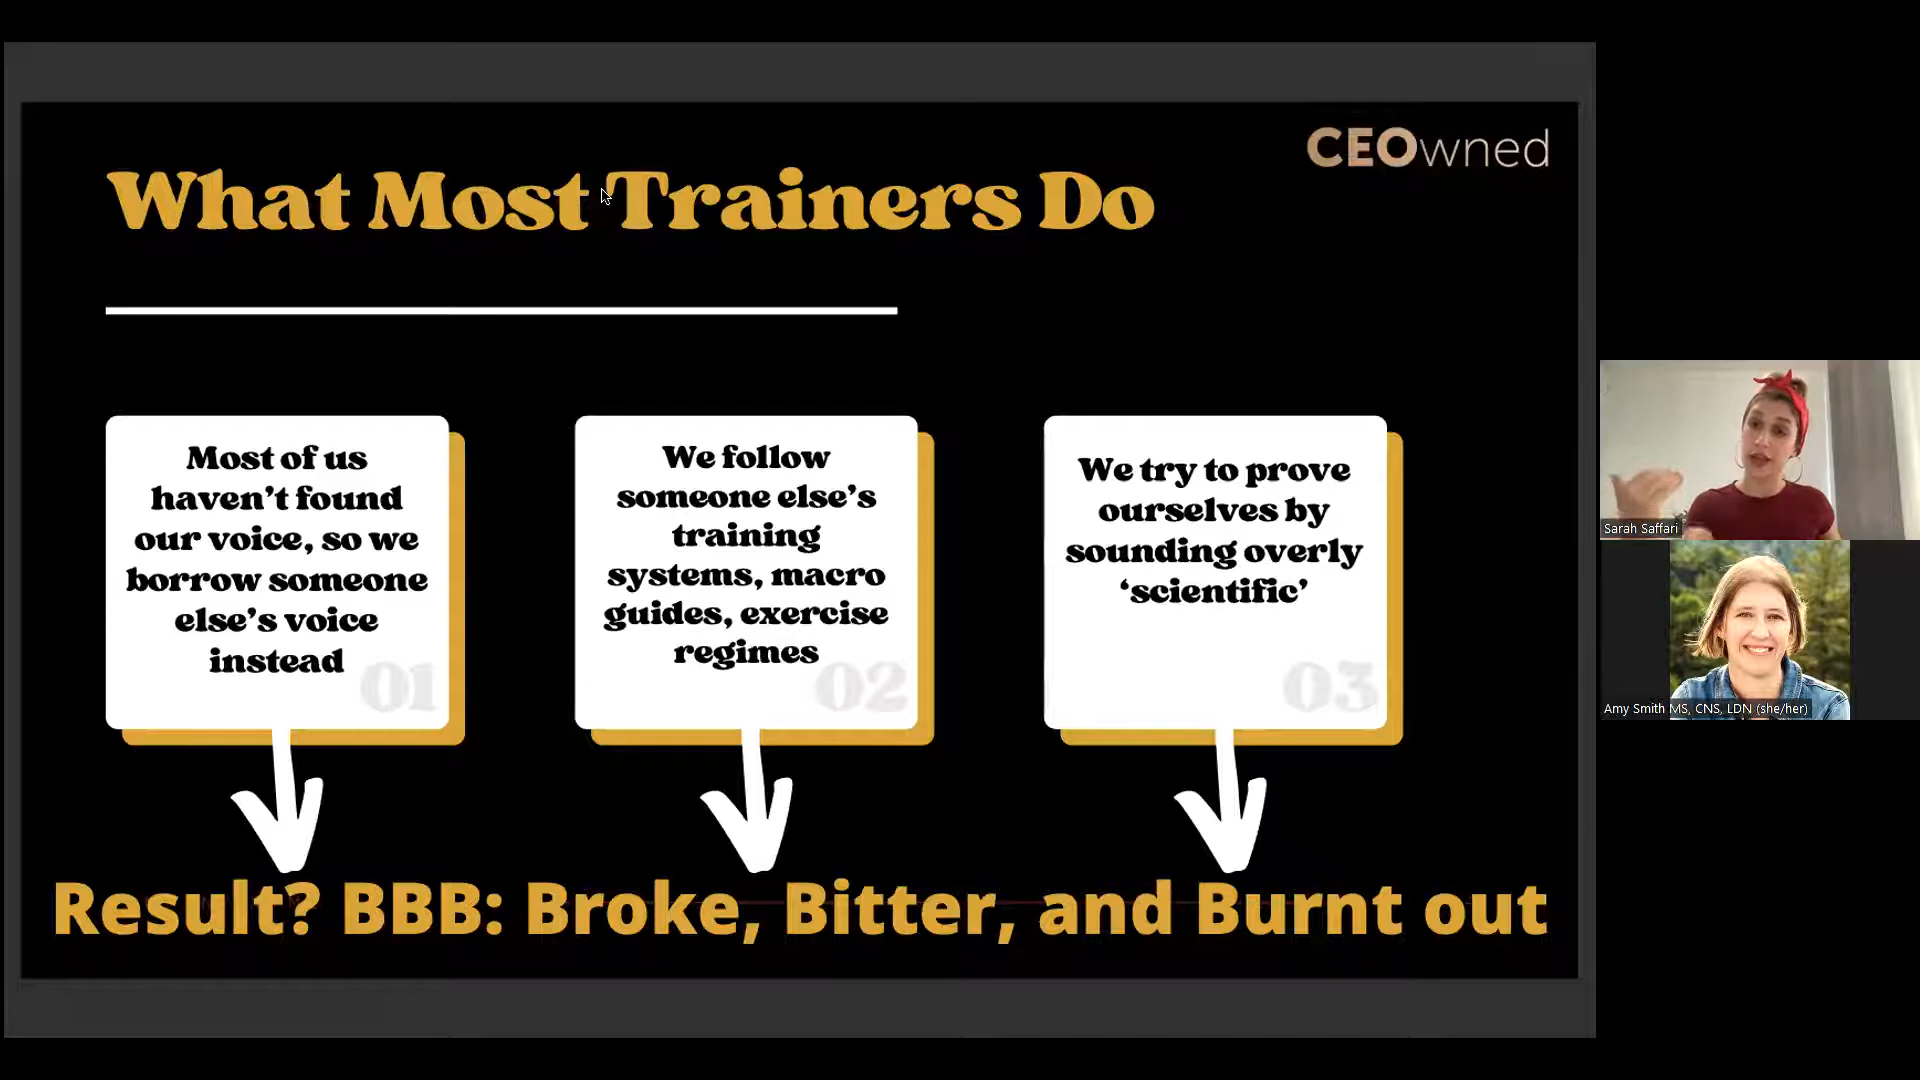 CEOwned
What Most Trainers Do
Most of us
haven’t found
our voice, so we
borrow someone
else’s voice
instead
01
We follow
someone else’s
training
systems, macro
guides, exercise
regimes
02
We try to prove
ourselves by
sounding overly
‘scientific’
03
Result? BBB: Broke, Bitter, and Burnt out
Sarah Saffari
Amy Smith MS, CNS, LDN (she/her)